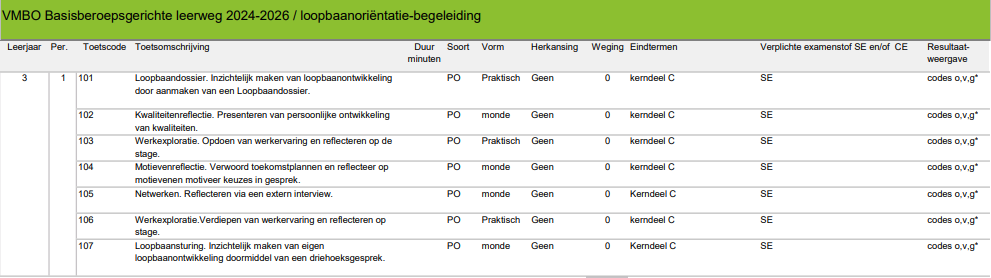 VMBO Basisberoepsgerichte leerweg 2024-2026 / loopbaanoriëntatie-begeleiding
Leerjaar Per. Toetscode Toetsomschrijving Duur minuten Soort Vorm Herkansing Weging Eindtermen Verplichte examenstof SE en/of CE Resultaat-weergave
3 1 101 Loopbaandossier. Inzichtelijk maken van loopbaanontwikkeling PO Praktisch Geen 0 kerndeel C SE codes o,v,g*
door aanmaken van een Loopbaandossier.
102 Kwaliteitenreflectie. Presenteren van persoonlijke ontwikkeling PO monde Geen 0 kerndeel C SE codes o,v,g*
van kwaliteiten.
103 Werkexploratie. Opdoen van werkervaring en reflecteren op de PO Praktisch Geen 0 kerndeel C SE codes o,v,g*
stage.
104 Motievenreflectie. Verwoord toekomstplannen en reflecteer op PO monde Geen 0 kerndeel C SE codes o,v,g*
motievenen motiveer keuzes in gesprek.
105 Netwerken. Reflecteren via een extern interview. PO monde Geen 0 Kerndeel C SE codes o,v,g*
106 Werkexploratie.Verdiepen van werkervaring en reflecteren op PO Praktisch Geen 0 kerndeel C SE codes o,v,g*
stage.
107 Loopbaansturing. Inzichtelijk maken van eigen PO monde Geen 0 Kerndeel C SE codes o,v,g*
loopbaanontwikkeling doormiddel van een driehoeksgesprek.